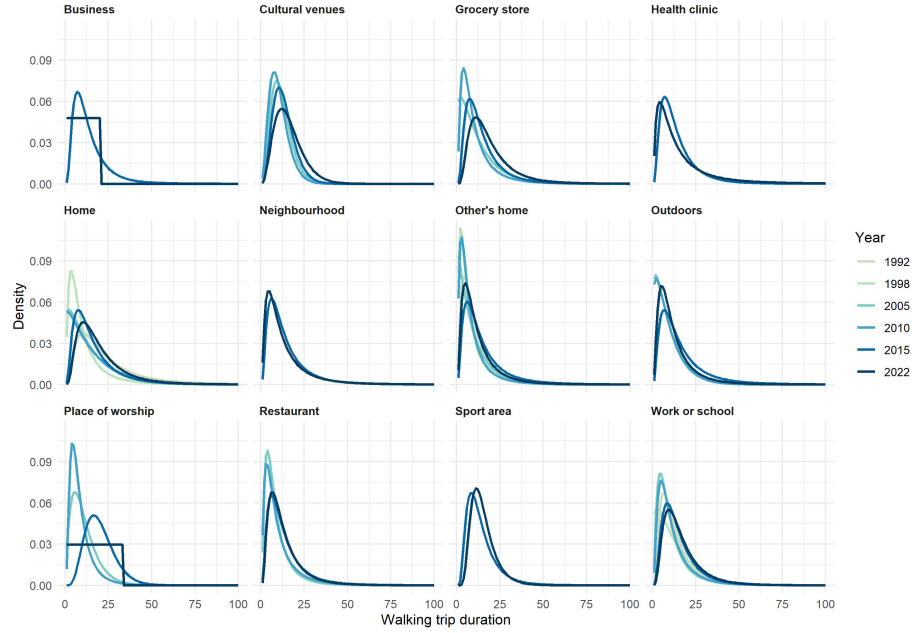 Business Cultural venues Grocery store Health clinic
0.09
0.06
0.03
0.00
Home Neighbourhood Other's home Outdoors
0.09
0.06
0.03
0.00
Place of worship Restaurant Sport area Work or school
0.09
0.06
0.03
0.00
0 25 50 75 100 0 25 50 75 100 0 25 50 75 100 0 25 50 75 100
Walking trip duration
Density
Year
1992
1998
2005
2010
2015
2022